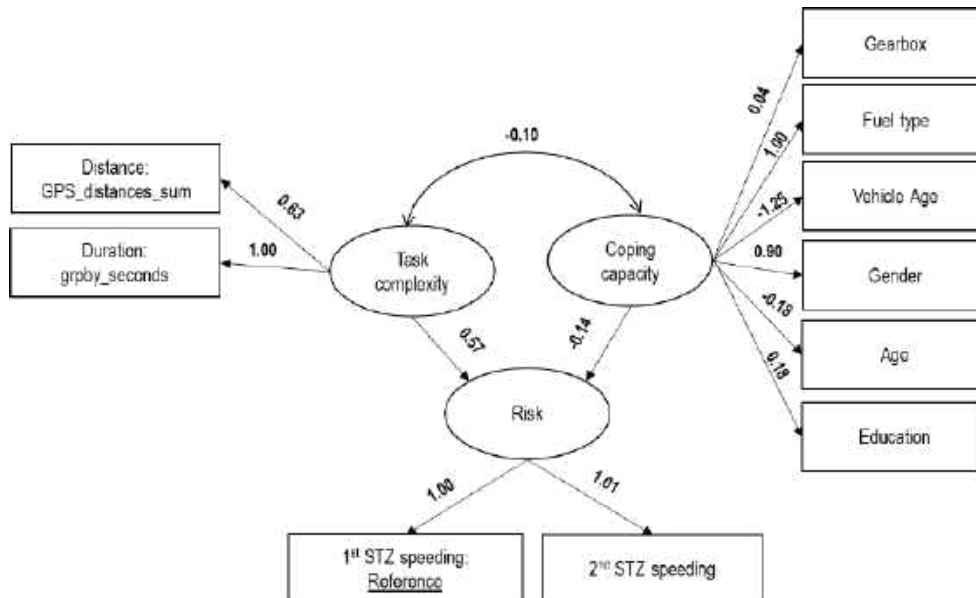 Gearbox
0.04
Fuel type
1.00
-0.10
Distance:
GPS_distances_sum
0.63
Vehicle Age
-1.25
Duration:
grpby_seconds
1.00
Task
complexity
Coping
capacity
0.90
Gender
-0.18
Age
0.57
-0.14
0.18
Risk
Education
1.00
1.01
1st STZ speeding:
Reference
2nd STZ speeding